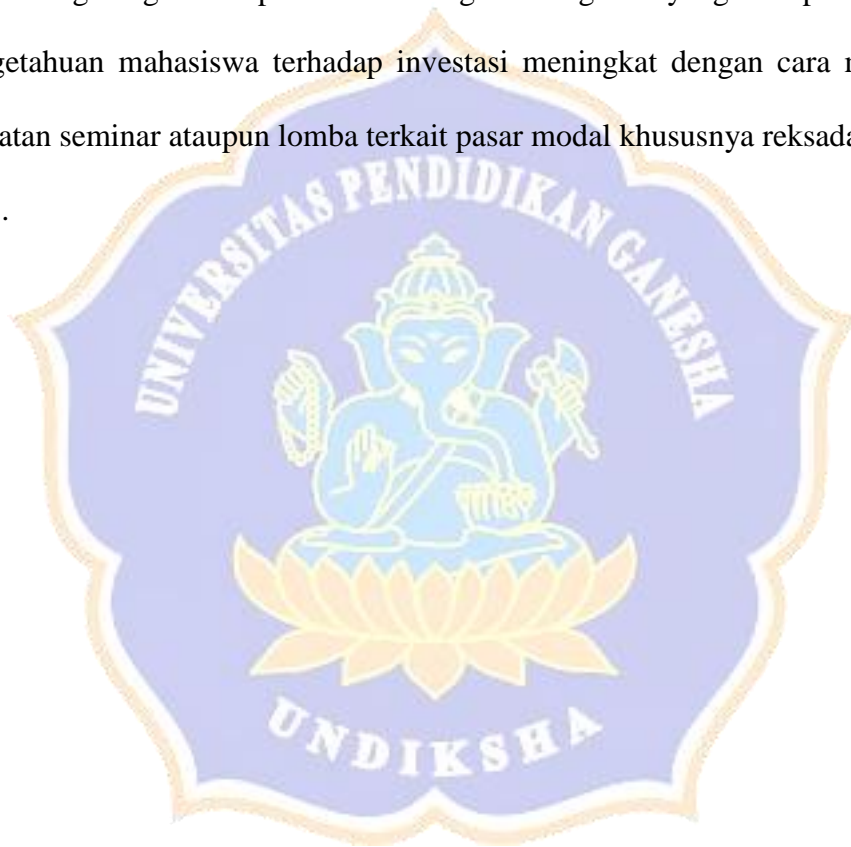 getahuan mahasiswa terhadap investasi meningkat dengan cara
atan seminar ataupun lomba terkait pasar modal khususnya reksada
.
UNIVERSITAS PENDIDIKAN GANESHA
UNDIKSHA